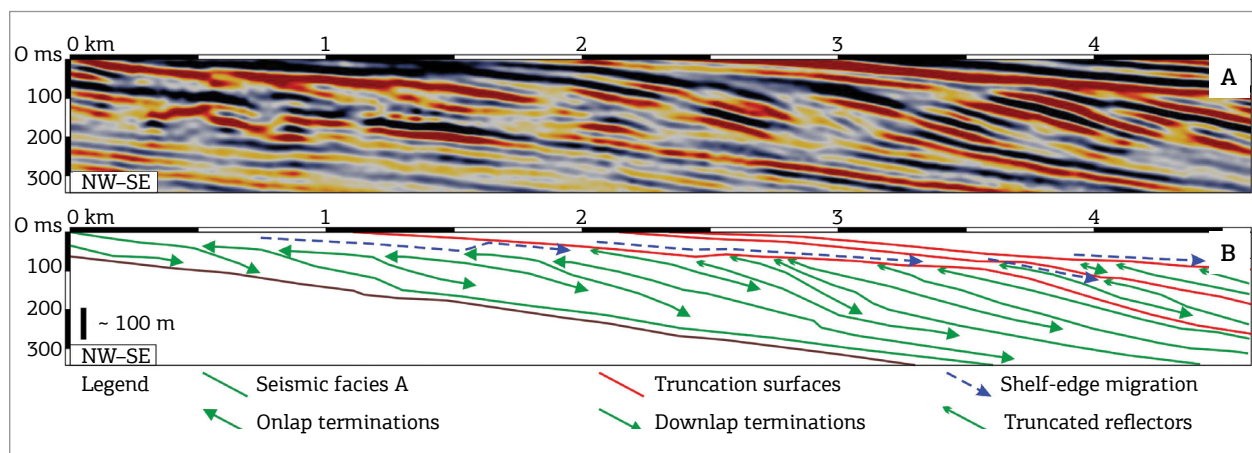 0 km 1 2 3 4
0 ms
A
100
200
300
NW–SE
0 km 1 2 3 4
0 ms
B
100
200
~ 100 m
300
NW–SE
Legend Seismic facies A Truncation surfaces Shelf-edge migration
Onlap terminations Downlap terminations Truncated reflectors